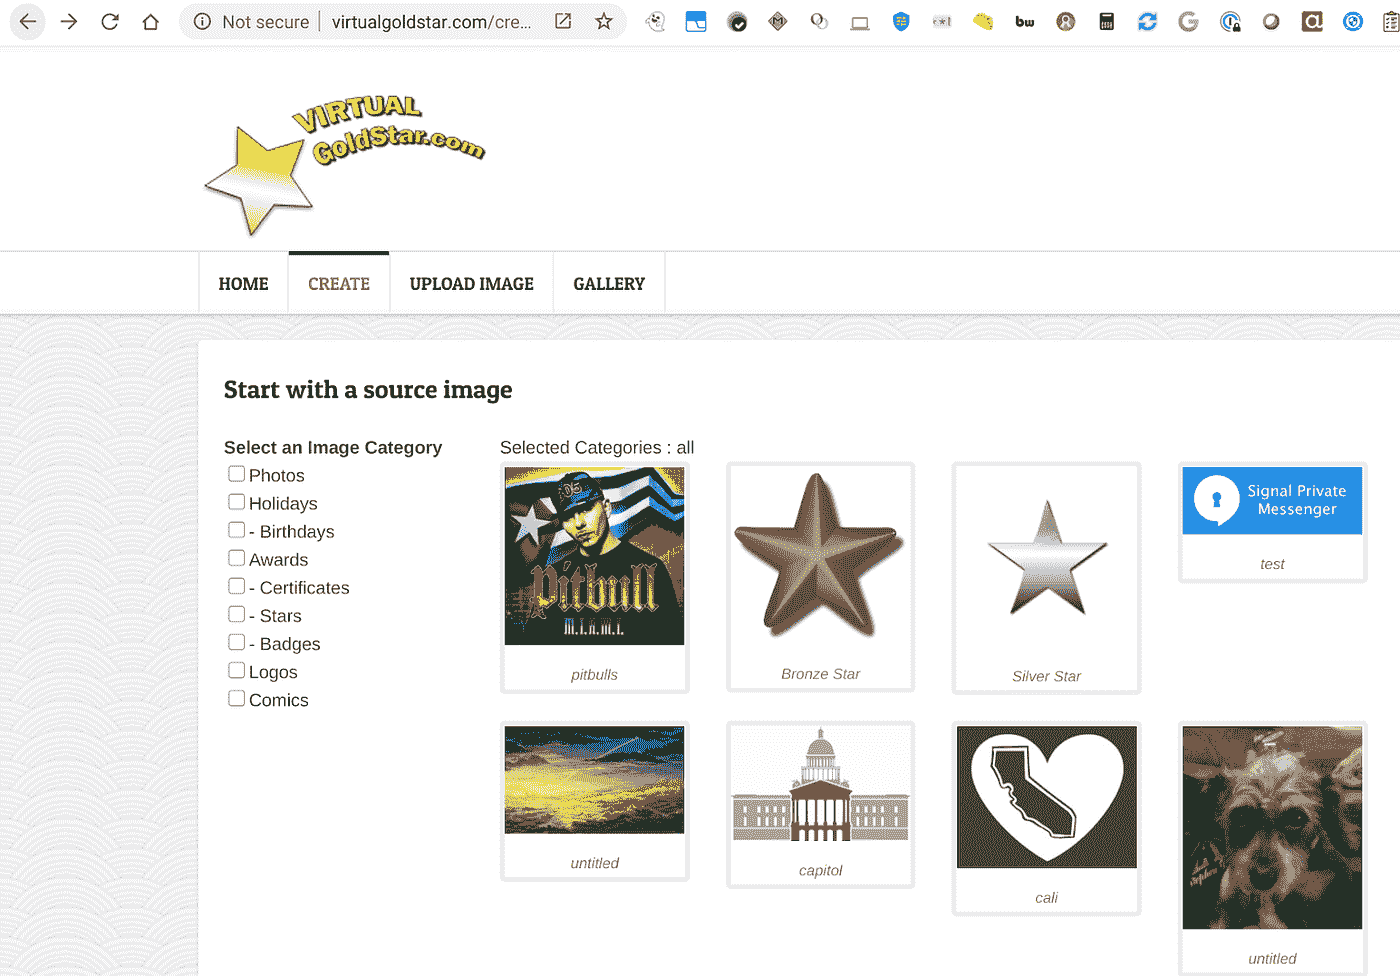 Not secure
virtualgoldstar.com/cre...
bw
VIRTUAL
GoldStar.com
HOME
CREATE
UPLOAD IMAGE
GALLERY
Start with a source image
Select an Image Category
Photos
Holidays
- Birthdays
Awards
- Certificates
- Stars
- Badges
Logos
Comics
Selected Categories : all
305
Pitbull
M.I.A.M.I.
pitbulls
Bronze Star
Silver Star
Signal Private
Messenger
test
untitled
capitol
cali
untitled